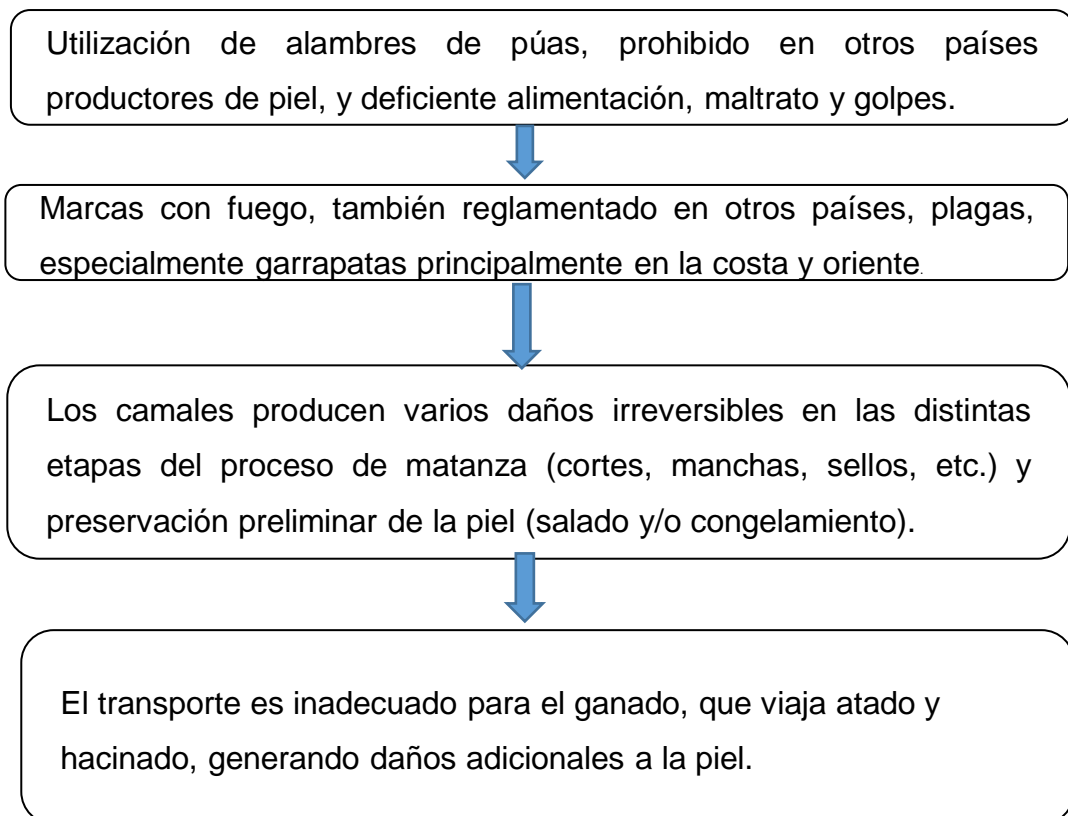 Utilización de alambres de púas, prohibido en otros países
productores de piel, y deficiente alimentación, maltrato y golpes.
Marcas con fuego, también reglamentado en otros países, plagas,
especialmente garrapatas principalmente en la costa y oriente.
Los camales producen varios daños irreversibles en las distintas
etapas del proceso de matanza (cortes, manchas, sellos, etc.) y
preservación preliminar de la piel (salado y/o congelamiento).
El transporte es inadecuado para el ganado, que viaja atado y
hacinado, generando daños adicionales a la piel.